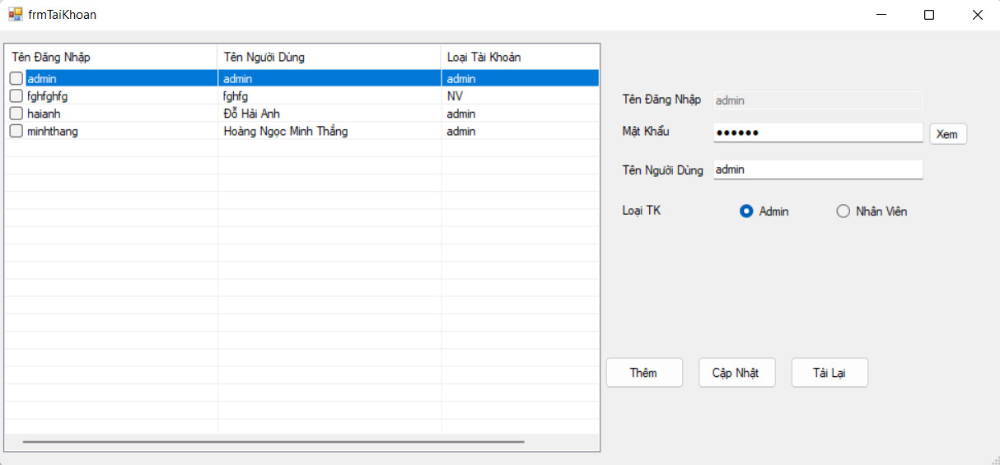 frmTaiKhoan
Tên Đăng Nhập Tên Người Dùng Loại Tài Khoản
admin admin admin
fghfghfg fghfg NV
haianh Đỗ Hải Anh admin
minhthang Hoàng Ngọc Minh Thắng admin
Tên Đăng Nhập admin
Mật Khẩu ●●●●●● Xem
Tên Người Dùng admin
Loại TK Admin Nhân Viên
Thêm Cập Nhật Tải Lại